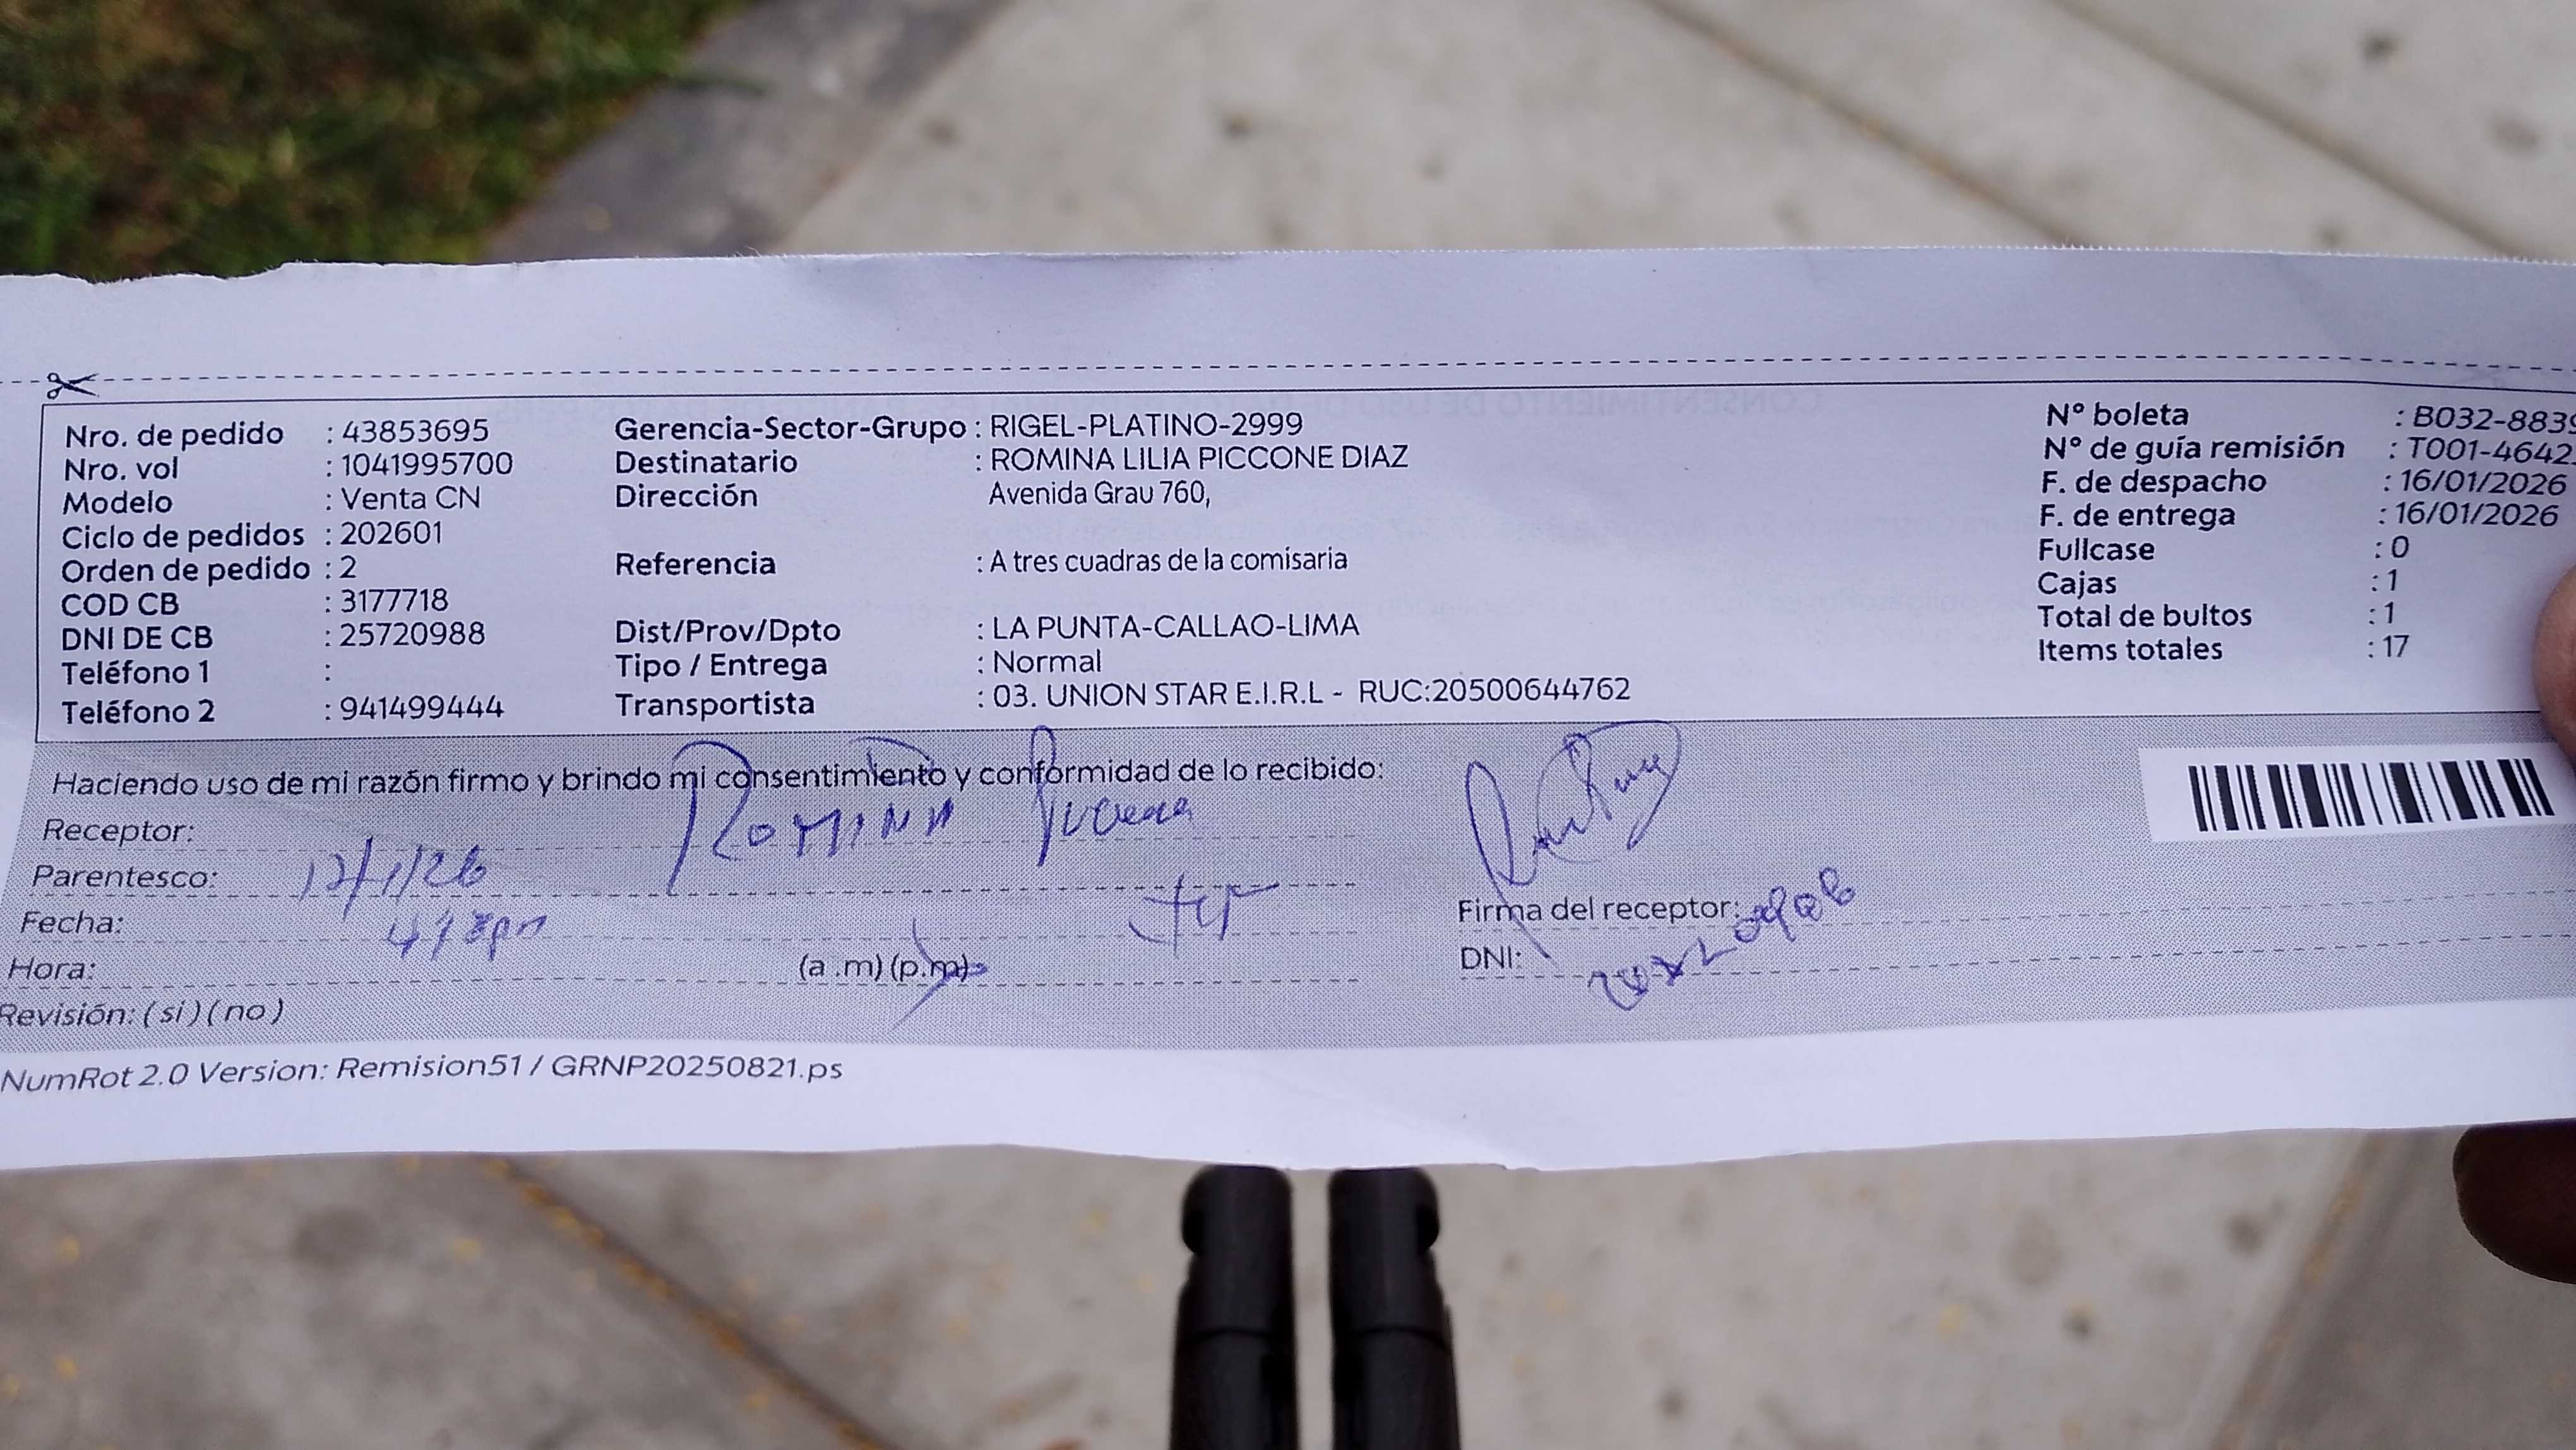 Nro. de pedido : 43853695
Nro. vol : 1041995700
Modelo : Venta CN
Ciclo de pedidos : 202601
Orden de pedido : 2
COD CB : 3177718
DNI DE CB : 25720988
Teléfono 1 :
Teléfono 2 : 941499444
Gerencia-Sector-Grupo : RIGEL-PLATINO-2999
Destinatario : ROMINA LILIA PICCONE DIAZ
Dirección Avenida Grau 760,
Referencia : A tres cuadras de la comisaria
Dist/Prov/Dpto : LA PUNTA-CALLAO-LIMA
Tipo / Entrega : Normal
Transportista : 03. UNION STAR E.I.R.L - RUC:20500644762
Nº boleta : B032-8839
Nº de guía remisión : T001-4642
F. de despacho : 16/01/2026
F. de entrega : 16/01/2026
Fullcase : 0
Cajas : 1
Total de bultos : 1
Items totales : 17
Haciendo uso de mi razón firmo y brindo mi consentimiento y conformidad de lo recibido:
Receptor: ROMINA
Parentesco:
Fecha:
Hora: (a .m) (p.m)
Revisión: ( si ) ( no )
Firma del receptor:
DNI:
NumRot 2.0 Version: Remision51 / GRNP20250821.ps